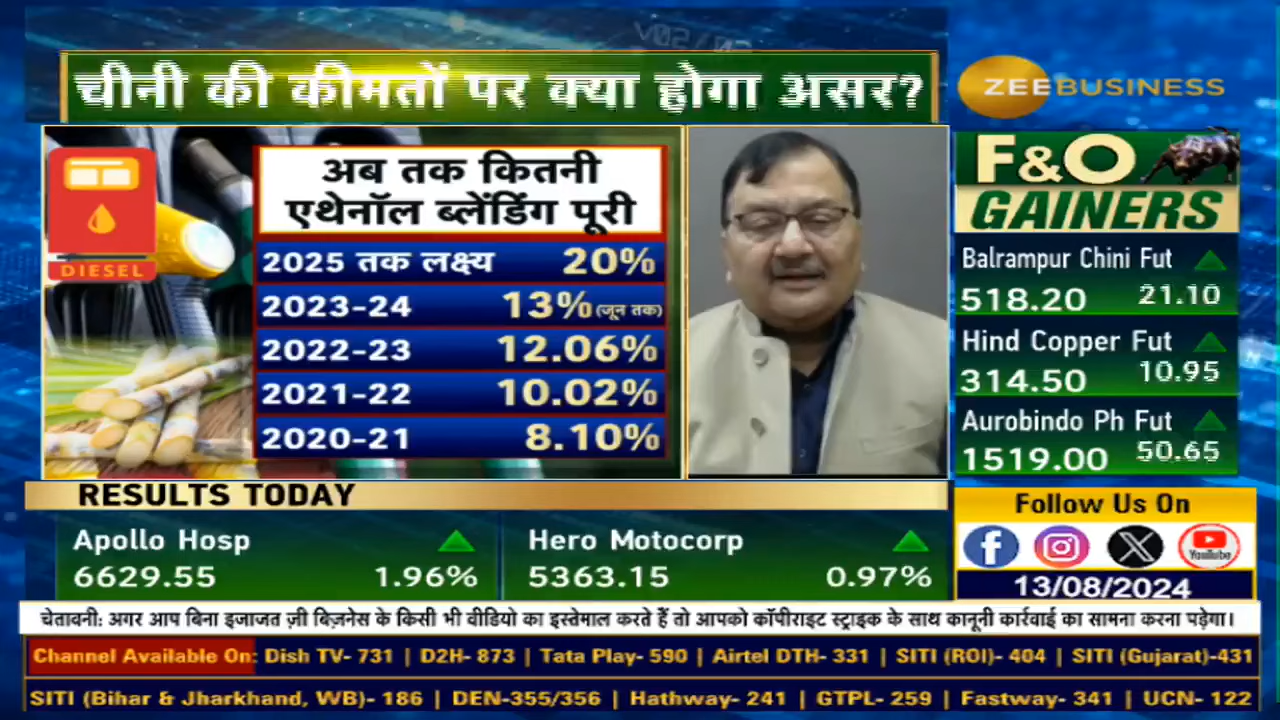 चीनी की कीमतों पर क्या होगा असर?
ZEEBUSINESS
DIESEL
अब तक कितनी
एथेनॉल ब्लेंडिंग पूरी
2025 तक लक्ष्य 20%
2023-24 13% (जून तक)
2022-23 12.06%
2021-22 10.02%
2020-21 8.10%
F&O
GAINERS
Balrampur Chini Fut
518.20 21.10
Hind Copper Fut
314.50 10.95
Aurobindo Ph Fut
1519.00 50.65
RESULTS TODAY
Apollo Hosp
6629.55 1.96%
Hero Motocorp
5363.15 0.97%
Follow Us On
YouTube
13/08/2024
चेतावनी: अगर आप बिना इजाजत ज़ी बिज़नेस के किसी भी वीडियो का इस्तेमाल करते हैं तो आपको कॉपीराइट स्ट्राइक के साथ कानूनी कार्रवाई का सामना करना पड़ेगा।
Channel Available On: Dish TV- 731 | D2H- 873 | Tata Play- 590 | Airtel DTH- 331 | SITI (ROI)- 404 | SITI (Gujarat)-431
SITI (Bihar & Jharkhand, WB)- 186 | DEN-355/356 | Hathway- 241 | GTPL- 259 | Fastway- 341 | UCN- 122